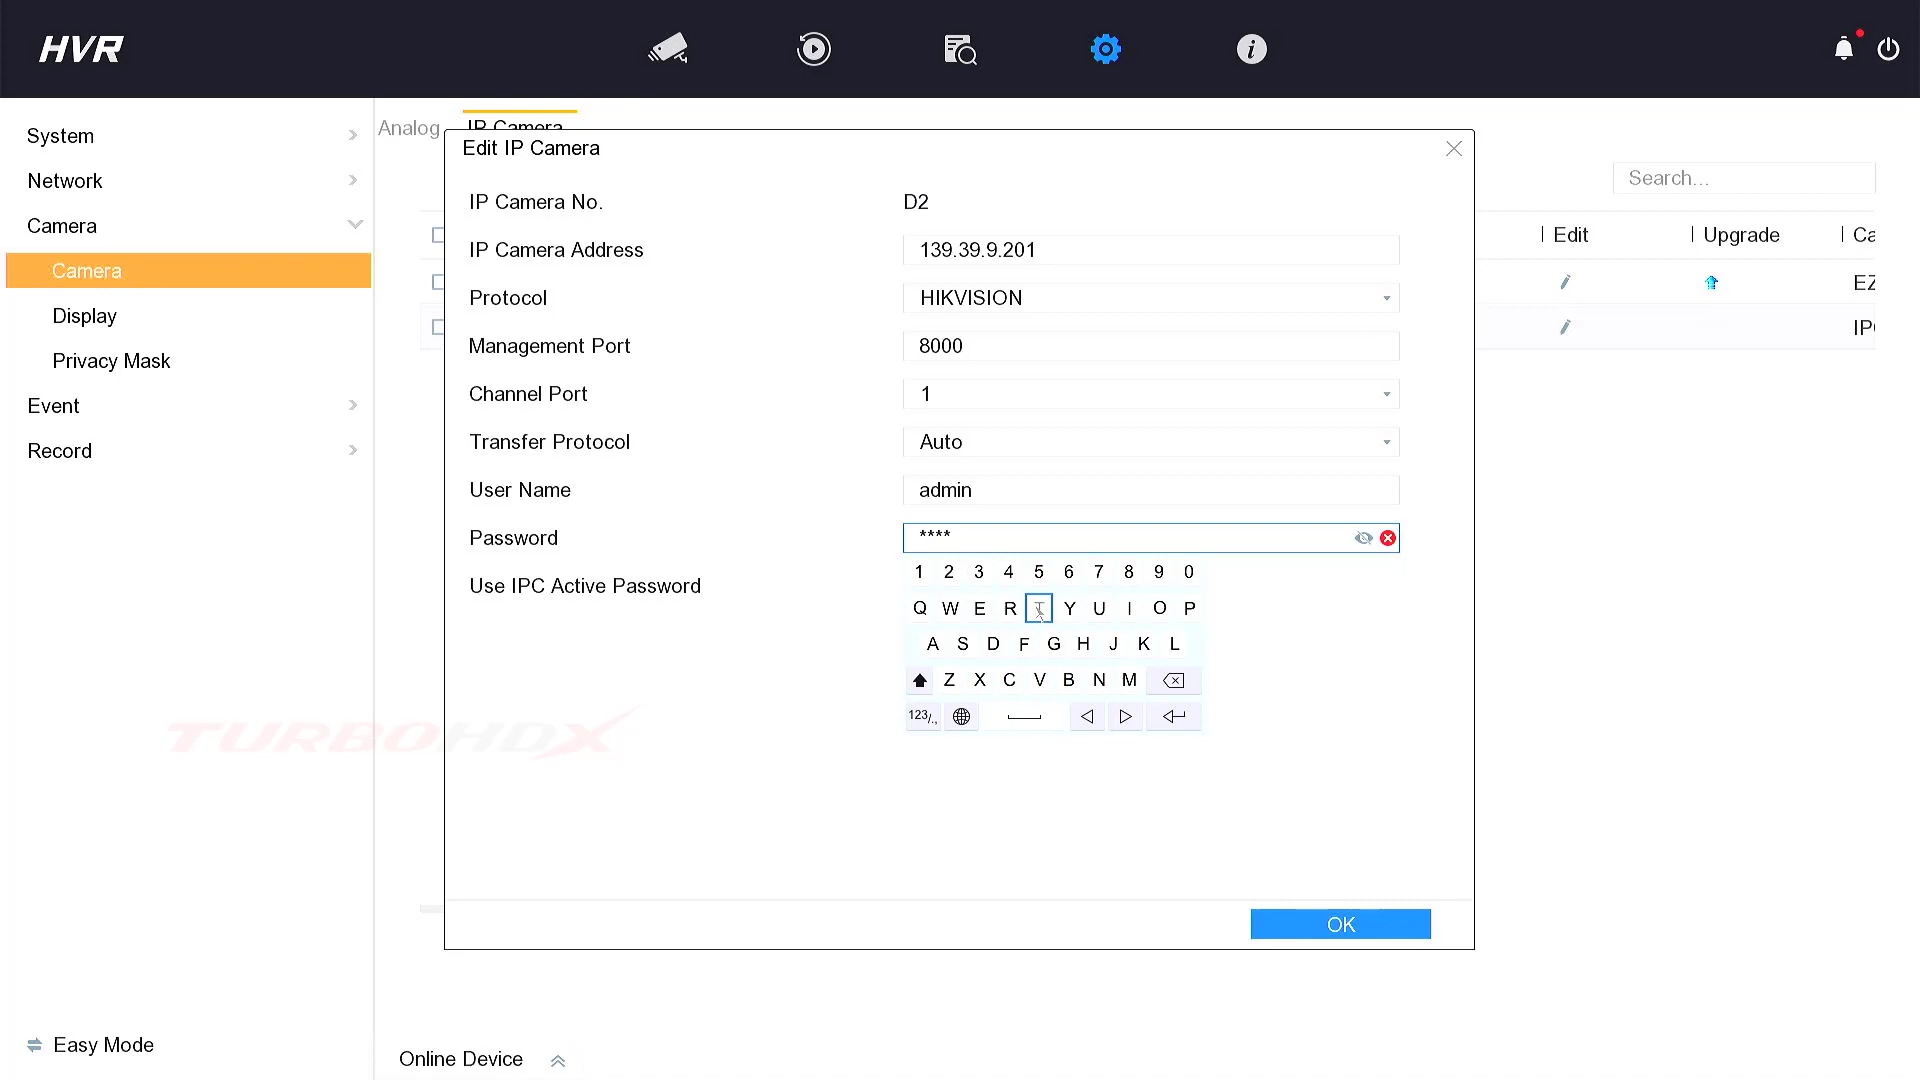 HVR
System
Network
Camera
Camera
Display
Privacy Mask
Event
Record
Easy Mode
Analog
IP Camera
Search...
Edit
Upgrade
Edit IP Camera
IP Camera No.
D2
IP Camera Address
139.39.9.201
Protocol
HIKVISION
Management Port
8000
Channel Port
1
Transfer Protocol
Auto
User Name
admin
Password
****
Use IPC Active Password
1 2 3 4 5 6 7 8 9 0
Q W E R T Y U I O P
A S D F G H J K L
Z X C V B N M
123/.,
OK
TURBOHDX
Online Device